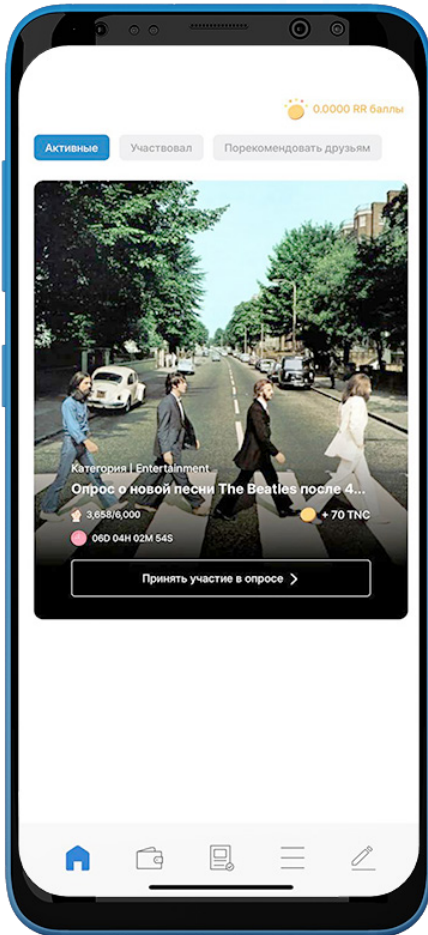 0.0000 RR баллы
Активные
Участвовал
Порекомендовать друзьям
Категория | Entertainment
Опрос о новой песни The Beatles после 4...
3,658/6,000
+ 70 TNC
06D 04H 02M 54S
Принять участие в опросе